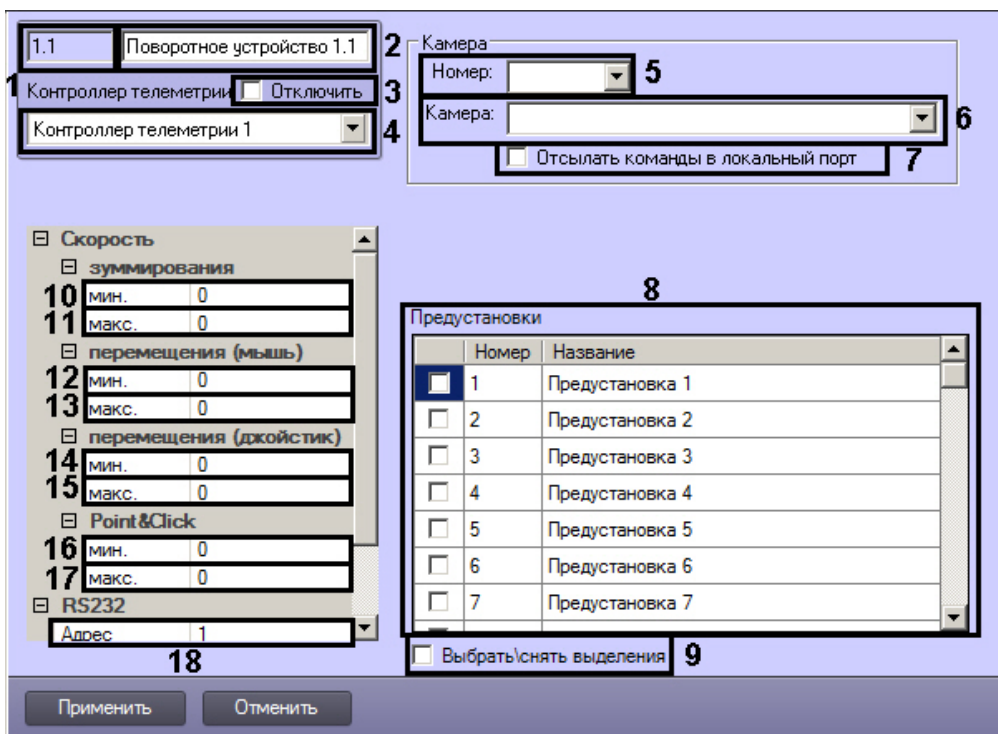 1.1 Поворотное устройство 1.1 2
1 Контроллер телеметрии Отключить 3
Контроллер телеметрии 1 4
Камера
Номер: 5
Камера: 6
Отсылать команды в локальный порт 7
Скорость
зуммирования
10 мин. 0
11 макс. 0
перемещения (мышь)
12 мин. 0
13 макс. 0
перемещения (джойстик)
14 мин. 0
15 макс. 0
Point&Click
16 мин. 0
17 макс. 0
RS232
Адрес 1
18
8
Предустановки
Номер Название
1 Предустановка 1
2 Предустановка 2
3 Предустановка 3
4 Предустановка 4
5 Предустановка 5
6 Предустановка 6
7 Предустановка 7
Выбрать\снять выделения 9
Применить Отменить